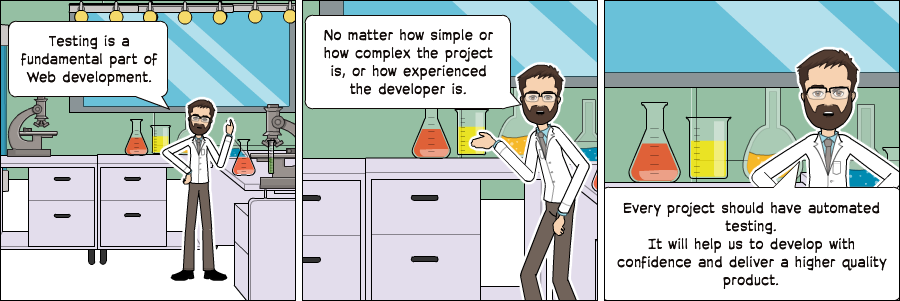 Testing is a
fundamental part of
Web development.
No matter how simple or
how complex the project
is, or how experienced
the developer is.
Every project should have automated
testing.
It will help us to develop with
confidence and deliver a higher quality
product.